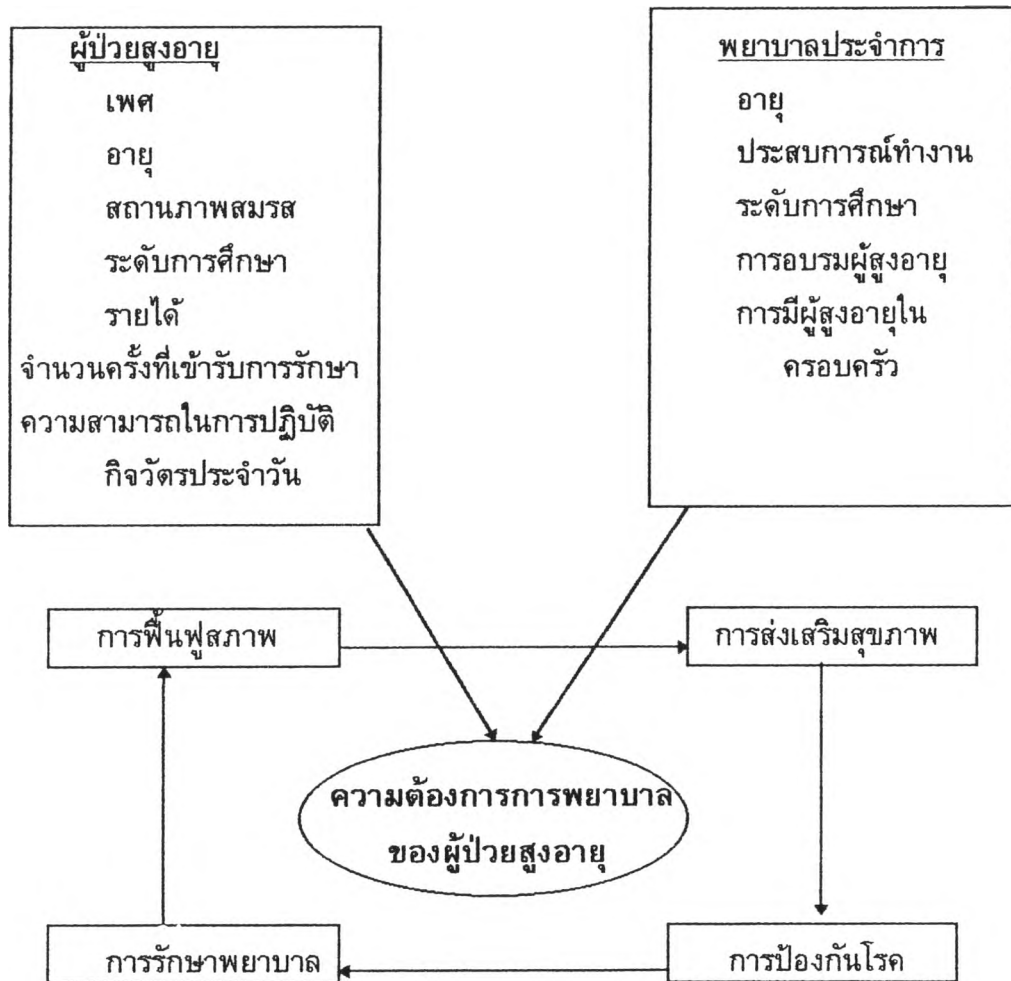 ผู้ป่วยสูงอายุ
เพศ
อายุ
สถานภาพสมรส
ระดับการศึกษา
รายได้
จำนวนครั้งที่เข้ารับการรักษา
ความสามารถในการปฏิบัติ
กิจวัตรประจำวัน
พยาบาลประจำการ
อายุ
ประสบการณ์ทำงาน
ระดับการศึกษา
การอบรมผู้สูงอายุ
การมีผู้สูงอายุใน
ครอบครัว
การฟื้นฟูสภาพ
การส่งเสริมสุขภาพ
ความต้องการการพยาบาล
ของผู้ป่วยสูงอายุ
การรักษาพยาบาล
การป้องกันโรค